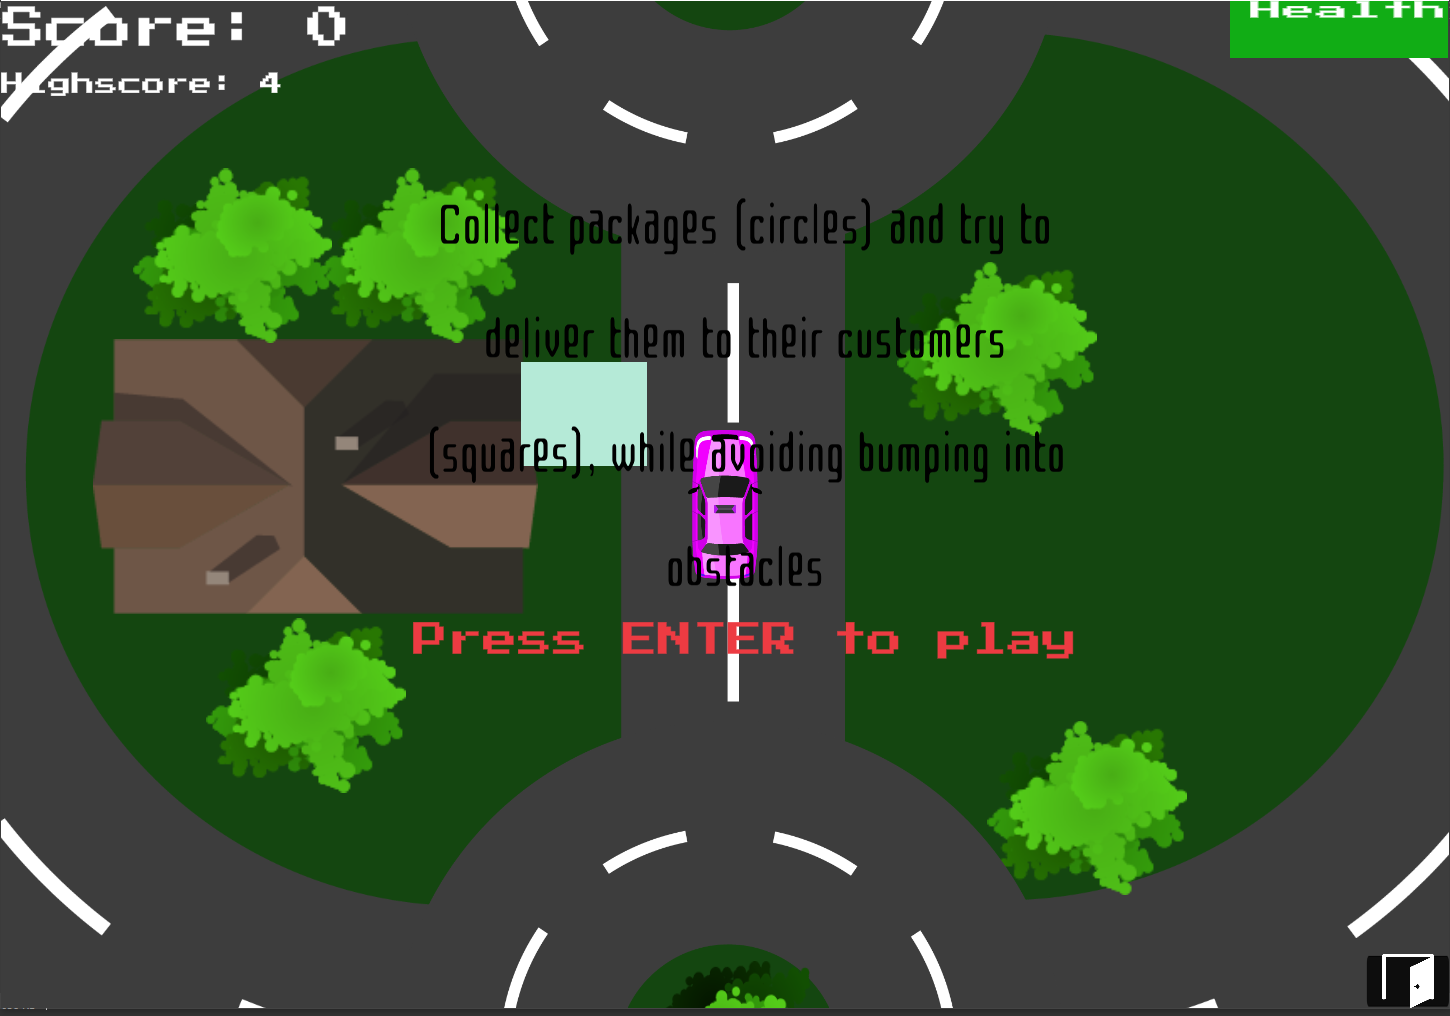 Score: 0
Health
Highscore: 4
Collect packages (circles) and try to
deliver them to their customers
(squares), while avoiding bumping into
obstacles
Press ENTER to play